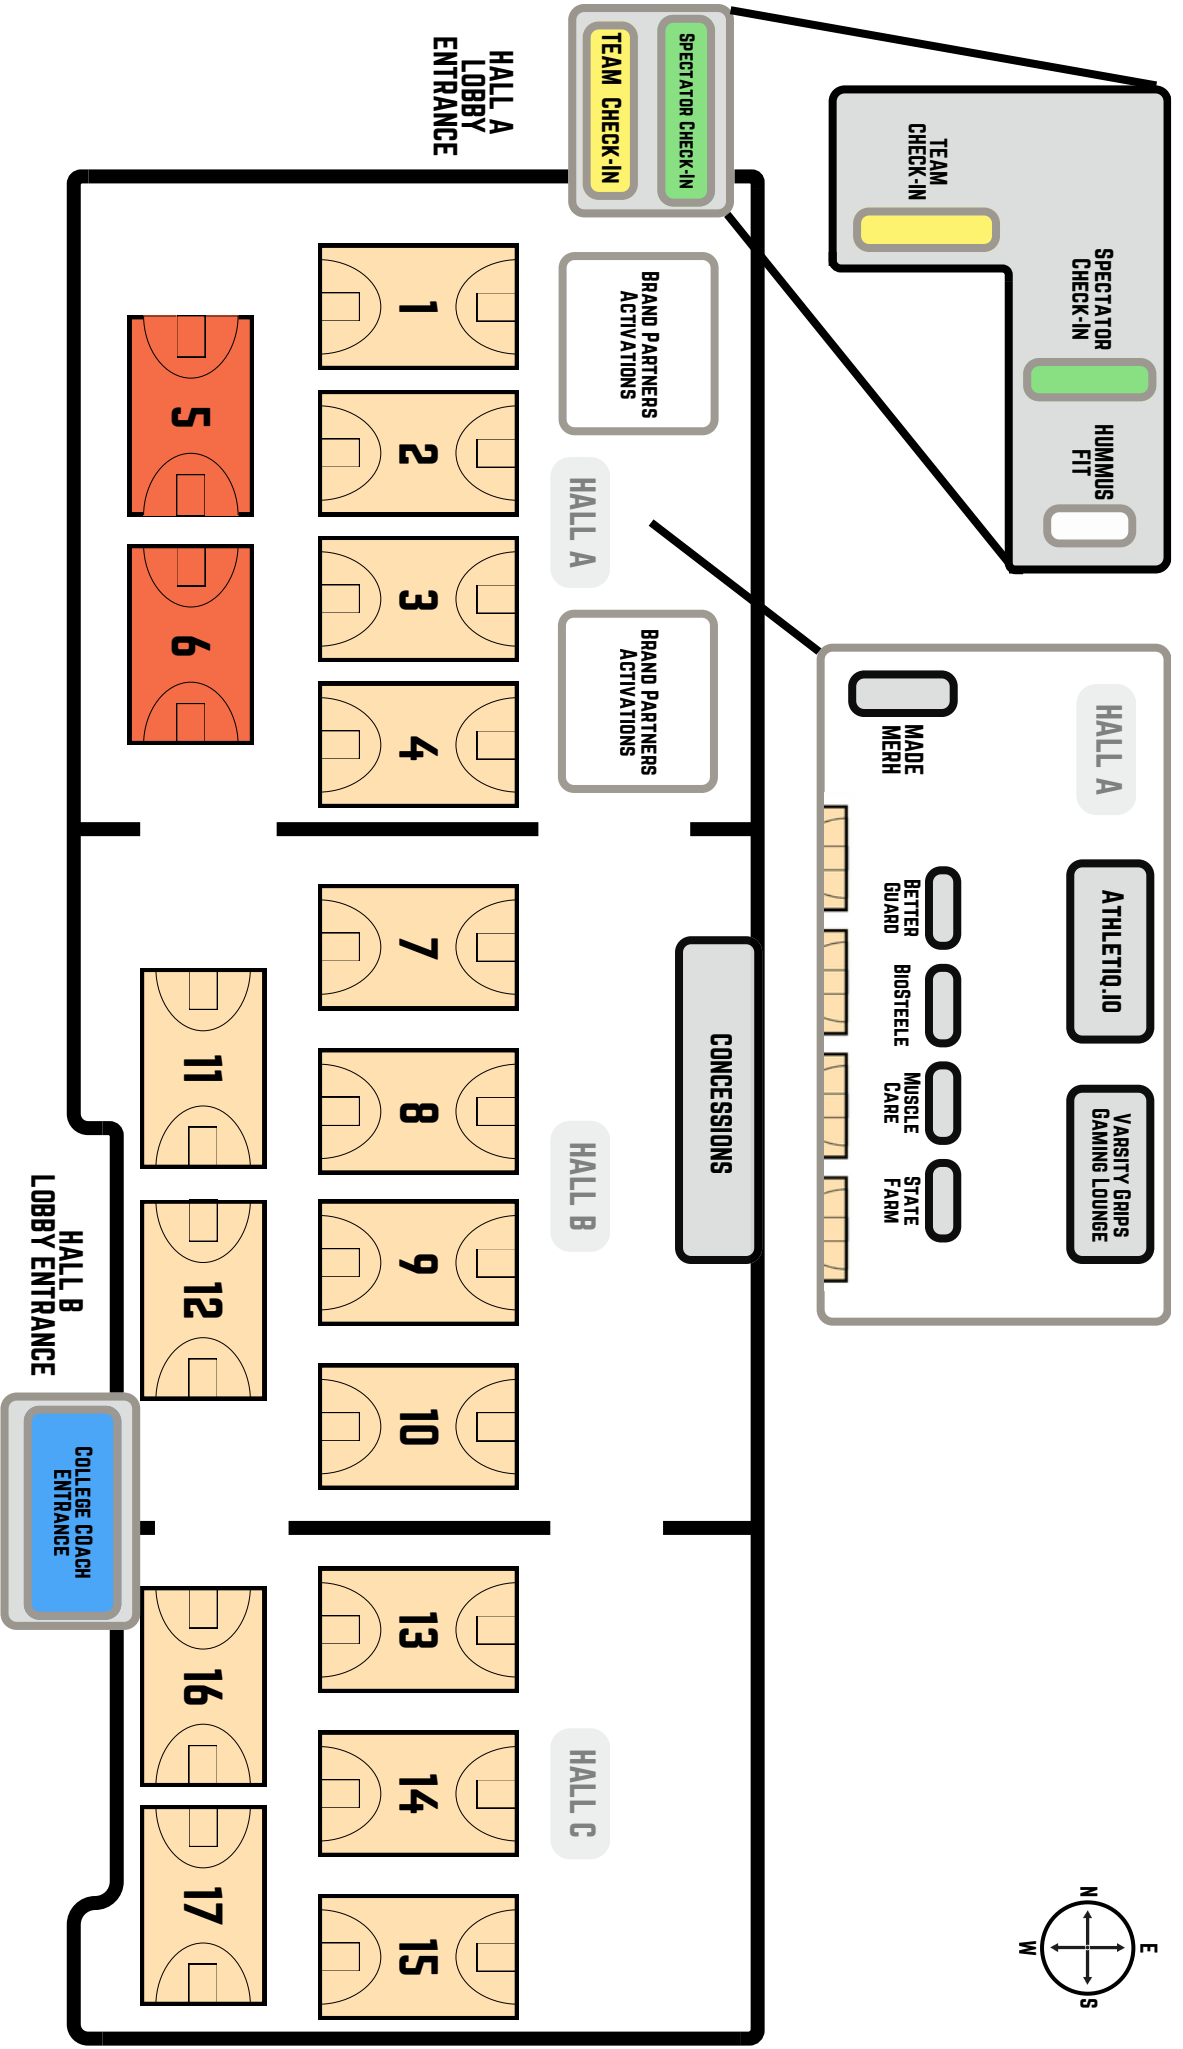 HALL A
LOBBY
ENTRANCE
SPECTATOR CHECK-IN
TEAM CHECK-IN
TEAM
CHECK-IN
SPECTATOR
CHECK-IN
HUMMUS
FIT
BRAND PARTNERS
ACTIVATIONS
HALL A
BRAND PARTNERS
ACTIVATIONS
1
2
3
4
5
6
HALL A
MADE
MERH
ATHLETIQ.IO
VARSITY GRIPS
GAMING LOUNGE
BETTER
GUARD
BIOSTEELE
MUSCLE
CARE
STATE
FARM
CONCESSIONS
HALL B
7
8
9
10
11
12
HALL B
LOBBY ENTRANCE
COLLEGE COACH
ENTRANCE
HALL C
13
14
15
16
17
N
E
S
W